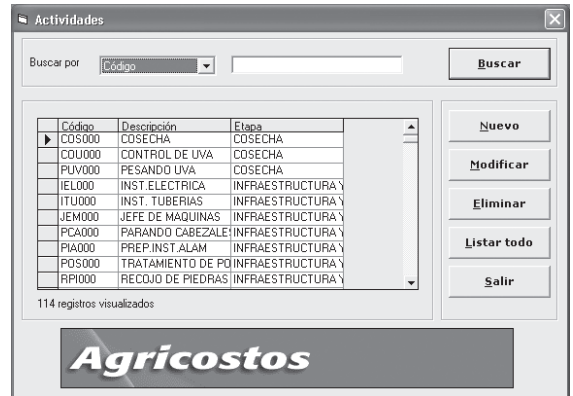 Actividades
Buscar por Código Buscar
Código Descripción Etapa
COS000 COSECHA COSECHA
COU000 CONTROL DE UVA COSECHA
PUV000 PESANDO UVA COSECHA
IEL000 INST.ELECTRICA INFRAESTRUCTURA Y
ITU000 INST. TUBERIAS INFRAESTRUCTURA Y
JEM000 JEFE DE MAQUINAS INFRAESTRUCTURA Y
PCA000 PARANDO CABEZALES INFRAESTRUCTURA Y
PIA000 PREP.INST.ALAM INFRAESTRUCTURA Y
POS000 TRATAMIENTO DE PO INFRAESTRUCTURA Y
RPI000 RECOJO DE PIEDRAS INFRAESTRUCTURA Y
114 registros visualizados
Nuevo
Modificar
Eliminar
Listar todo
Salir
Agricostos